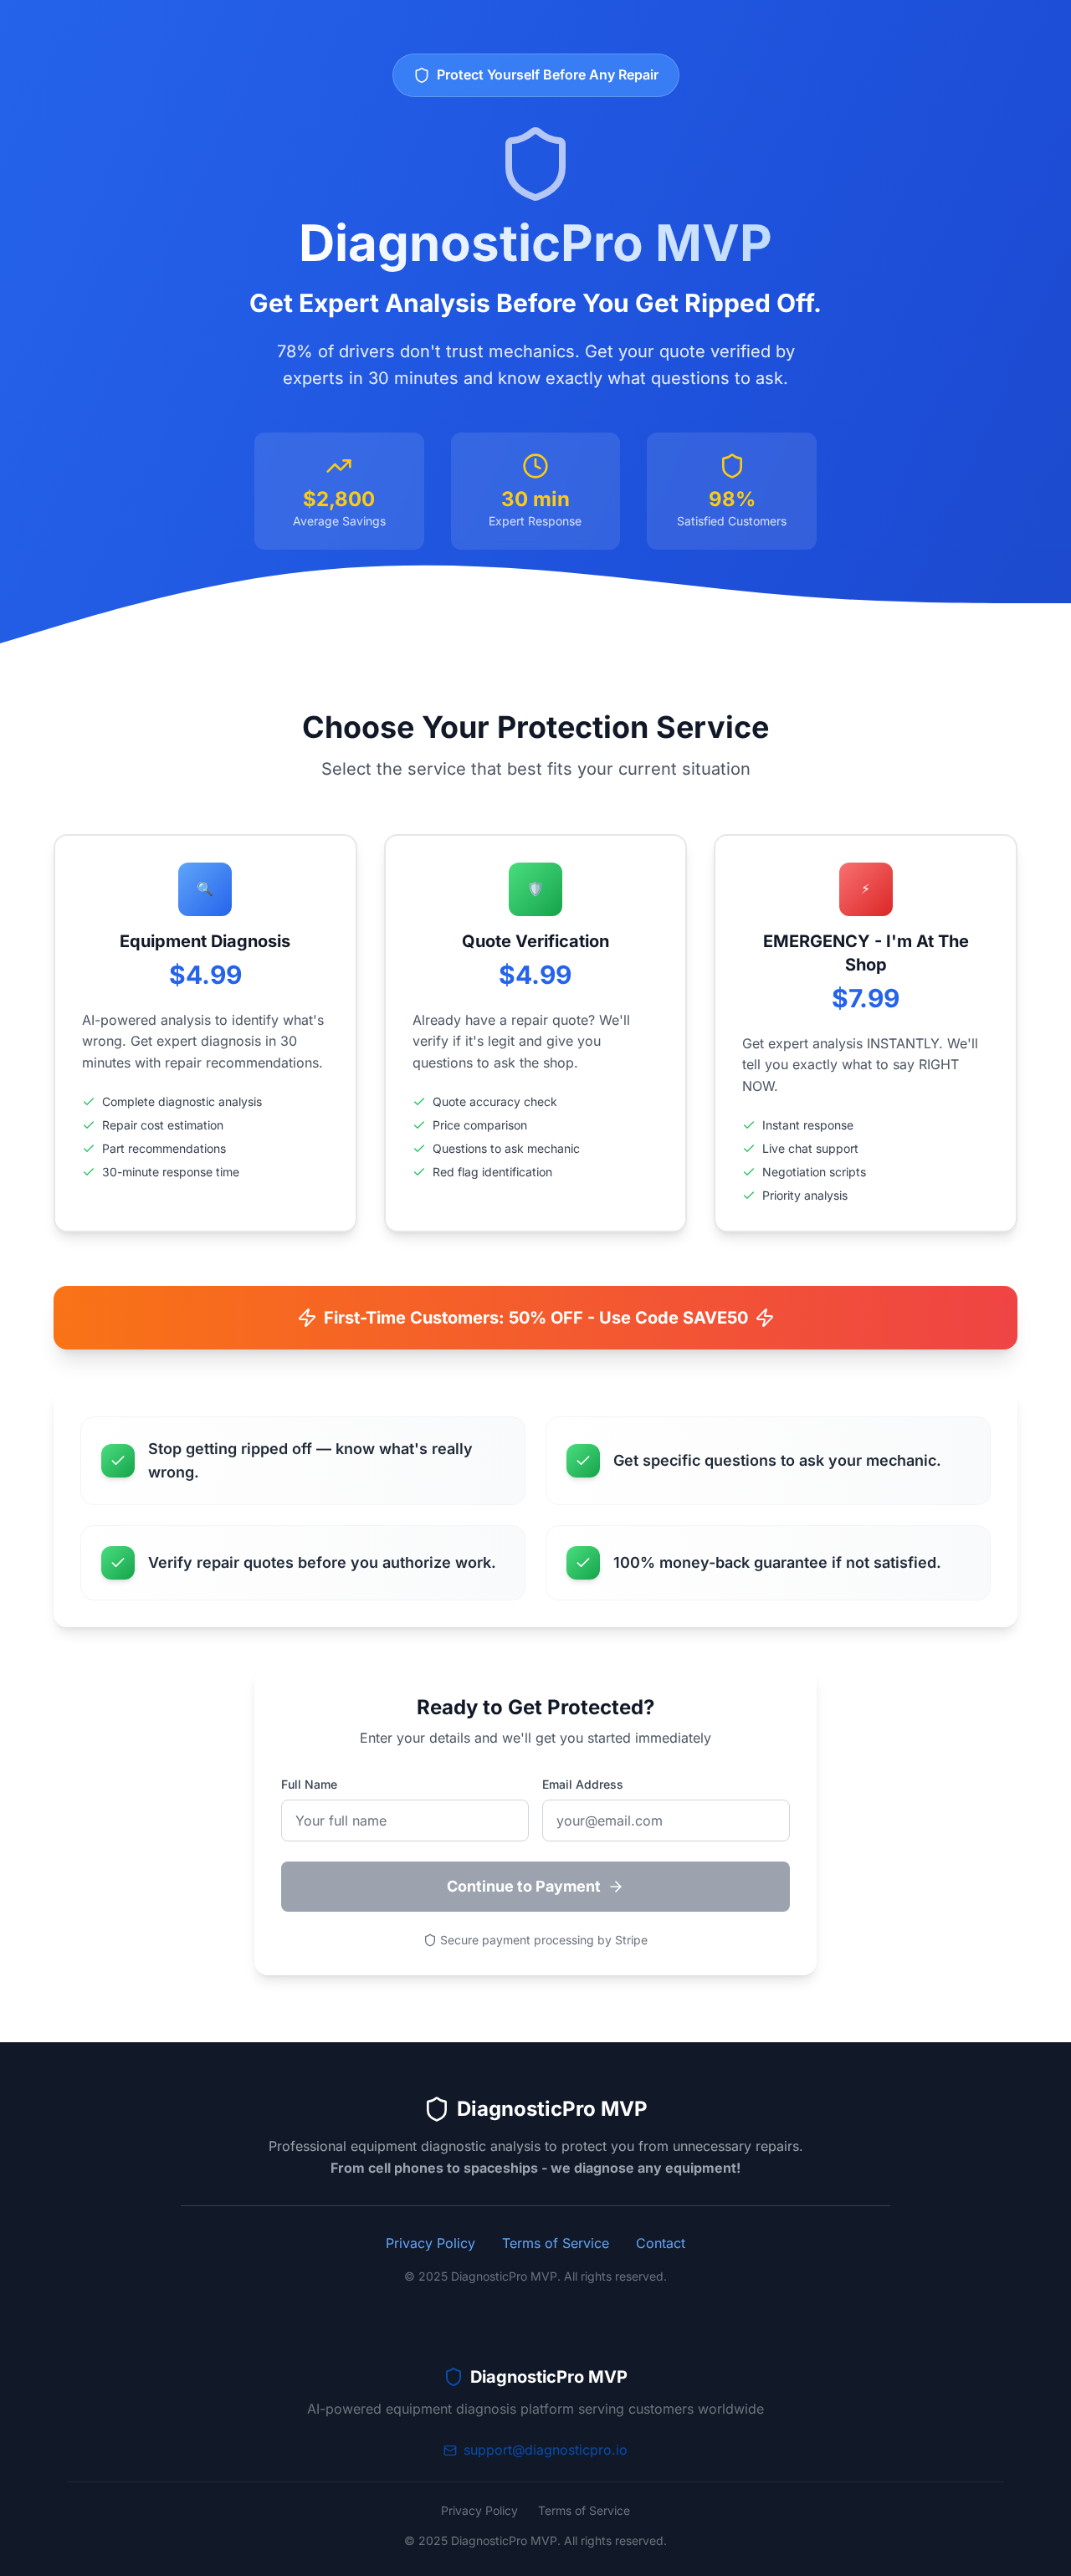 Protect Yourself Before Any Repair
DiagnosticPro MVP
Get Expert Analysis Before You Get Ripped Off.
78% of drivers don't trust mechanics. Get your quote verified by
experts in 30 minutes and know exactly what questions to ask.
$2,800
Average Savings
30 min
Expert Response
98%
Satisfied Customers
Choose Your Protection Service
Select the service that best fits your current situation
Equipment Diagnosis
$4.99
AI-powered analysis to identify what's
wrong. Get expert diagnosis in 30
minutes with repair recommendations.
Complete diagnostic analysis
Repair cost estimation
Part recommendations
30-minute response time
Quote Verification
$4.99
Already have a repair quote? We'll
verify if it's legit and give you
questions to ask the shop.
Quote accuracy check
Price comparison
Questions to ask mechanic
Red flag identification
EMERGENCY - I'm At The
Shop
$7.99
Get expert analysis INSTANTLY. We'll
tell you exactly what to say RIGHT
NOW.
Instant response
Live chat support
Negotiation scripts
Priority analysis
First-Time Customers: 50% OFF - Use Code SAVE50
Stop getting ripped off — know what's really
wrong.
Get specific questions to ask your mechanic.
Verify repair quotes before you authorize work.
100% money-back guarantee if not satisfied.
Ready to Get Protected?
Enter your details and we'll get you started immediately
Full Name
Your full name
Email Address
your@email.com
Continue to Payment
Secure payment processing by Stripe
DiagnosticPro MVP
Professional equipment diagnostic analysis to protect you from unnecessary repairs.
From cell phones to spaceships - we diagnose any equipment!
Privacy Policy Terms of Service Contact
© 2025 DiagnosticPro MVP. All rights reserved.
DiagnosticPro MVP
AI-powered equipment diagnosis platform serving customers worldwide
support@diagnosticpro.io
Privacy Policy Terms of Service
© 2025 DiagnosticPro MVP. All rights reserved.